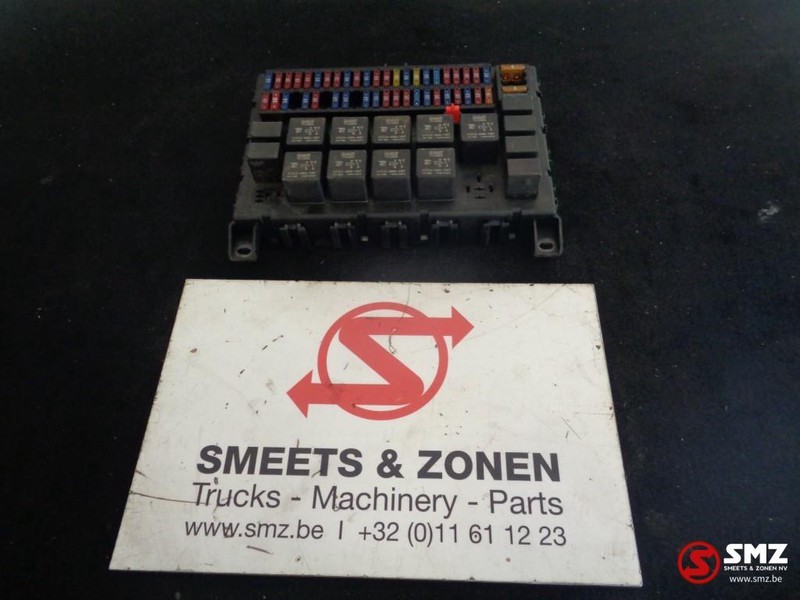 SMEETS & ZONEN
Trucks - Machinery - Parts
www.smz.be I +32 (0)11 61 12 23
SMZ
SMEETS & ZONEN NV
www.smz.be